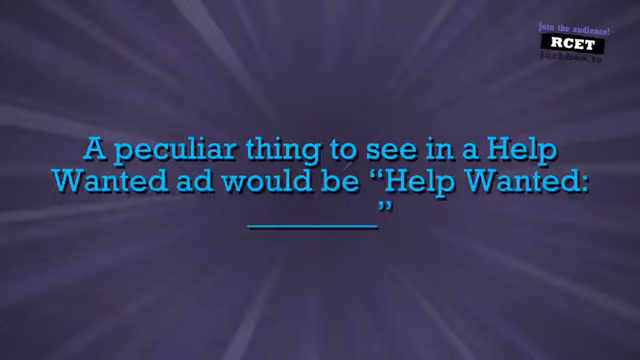 join the audience!
RCET
jackbox.tv
A peculiar thing to see in a Help
Wanted ad would be “Help Wanted:
________”